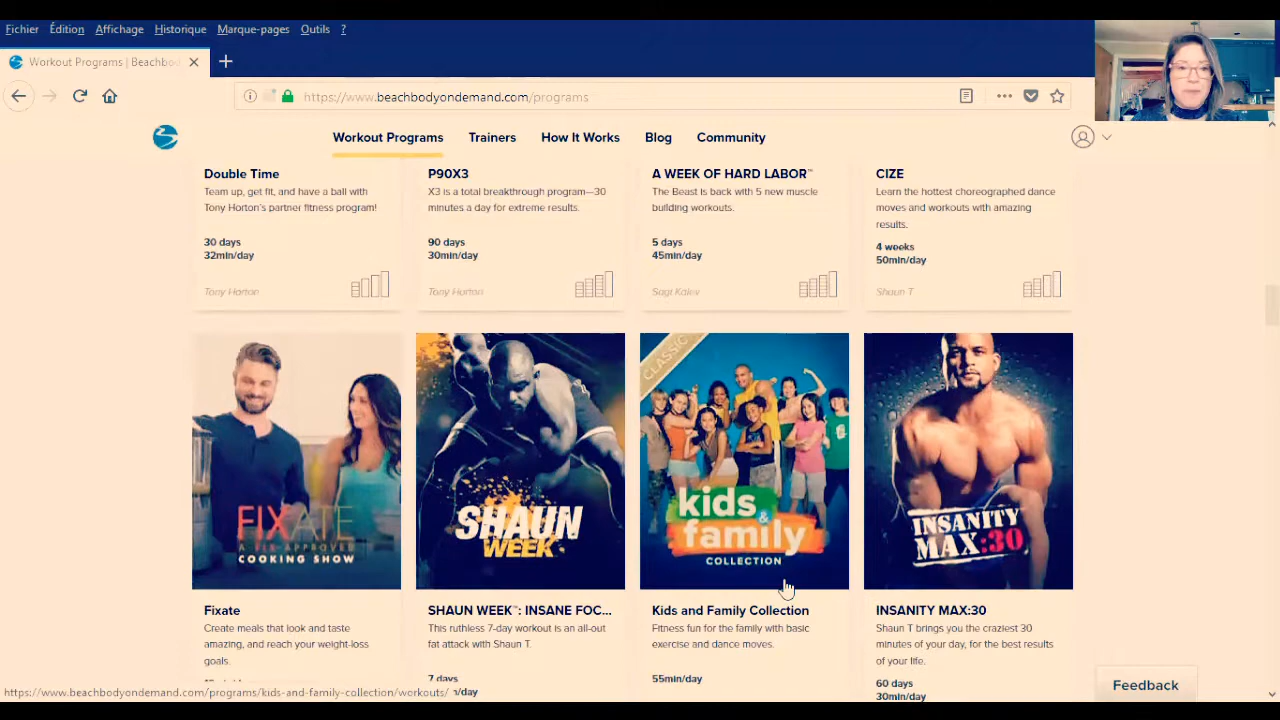 Fichier Édition Affichage Historique Marque-pages Outils ?
Workout Programs | Beachbod
https://www.beachbodyondemand.com/programs
Workout Programs Trainers How It Works Blog Community
Double Time
Team up, get fit, and have a ball with
Tony Horton's partner fitness program!
30 days
32min/day
Tony Horton
P90X3
X3 is a total breakthrough program—30
minutes a day for extreme results.
90 days
30min/day
Tony Horton
A WEEK OF HARD LABOR™
The Beast is back with 5 new muscle
building workouts.
5 days
45min/day
Sagi Kalev
CIZE
Learn the hottest choreographed dance
moves and workouts with amazing
results.
4 weeks
50min/day
Shaun T
FIXATE
A FIX-APPROVED
COOKING SHOW
Fixate
Create meals that look and taste
amazing, and reach your weight-loss
goals.
SHAUN
WEEK
SHAUN WEEK™: INSANE FOC...
This ruthless 7-day workout is an all-out
fat attack with Shaun T.
7 days
n/day
CLASSIC
kids
&
family
COLLECTION
Kids and Family Collection
Fitness fun for the family with basic
exercise and dance moves.
55min/day
INSANITY
MAX:30
INSANITY MAX:30
Shaun T brings you the craziest 30
minutes of your day, for the best results
of your life.
60 days
30min/day
https://www.beachbodyondemand.com/programs/kids-and-family-collection/workouts/
Feedback